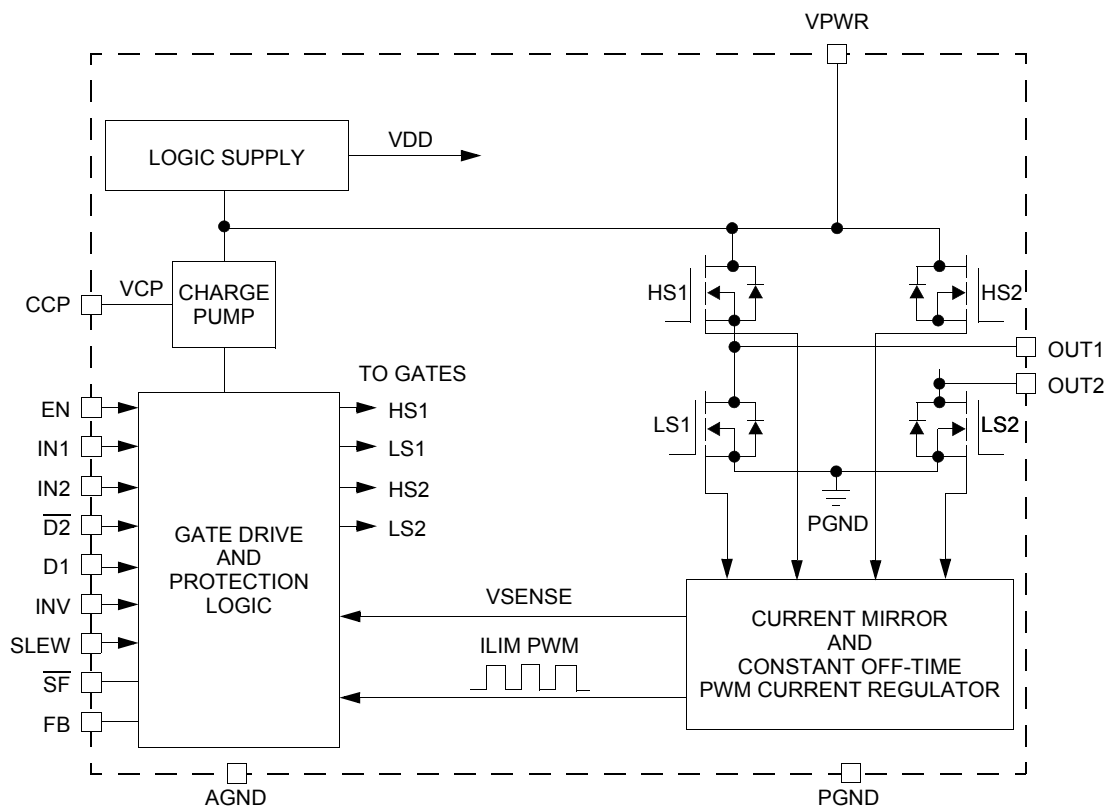 VPWR
LOGIC SUPPLY
VDD
CCP
VCP
CHARGE
PUMP
HS1
HS2
OUT1
OUT2
TO GATES
EN
IN1
IN2
D2
D1
INV
SLEW
SF
FB
HS1
LS1
HS2
LS2
GATE DRIVE
AND
PROTECTION
LOGIC
LS1
LS2
PGND
VSENSE
ILIM PWM
CURRENT MIRROR
AND
CONSTANT OFF-TIME
PWM CURRENT REGULATOR
AGND
PGND